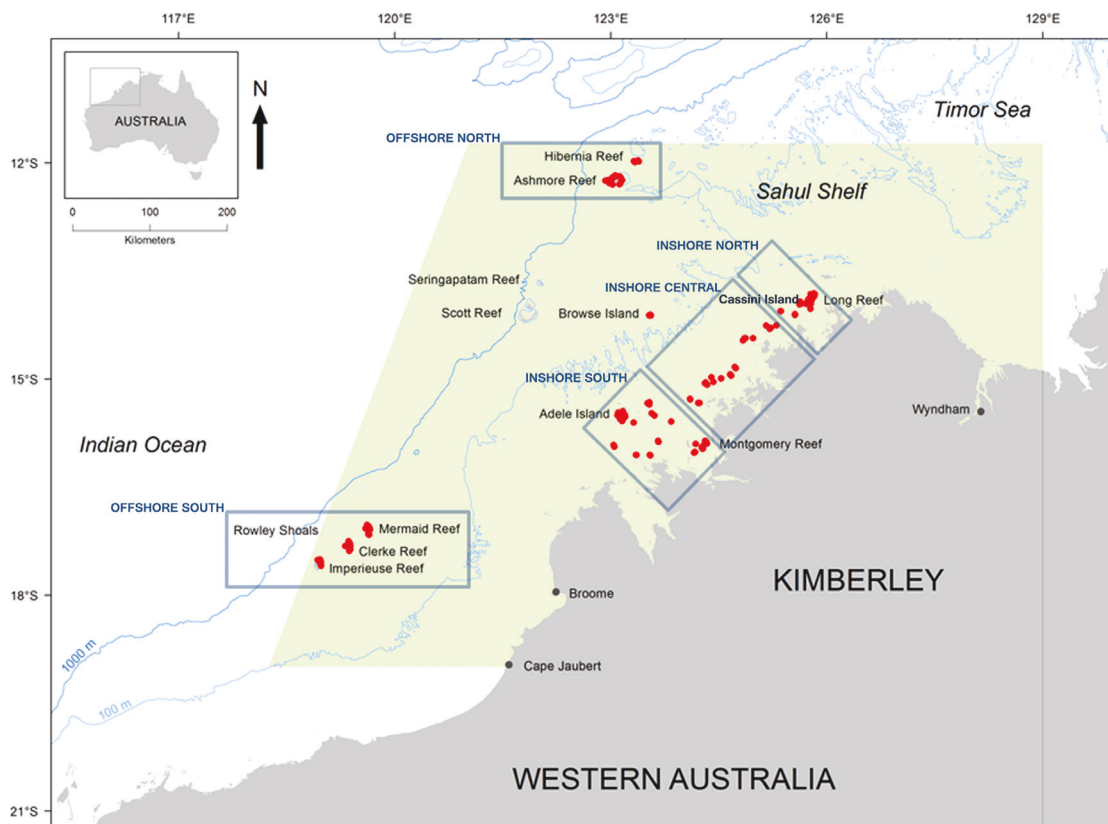 117°E
120°E
123°E
126°E
129°E
N
AUSTRALIA
0
100
200
Kilometers
Timor Sea
OFFSHORE NORTH
12°S
Hibernia Reef
Ashmore Reef
Sahul Shelf
INSHORE NORTH
Seringapatam Reef
INSHORE CENTRAL
Cassini Island
Long Reef
Scott Reef
Browse Island
15°S
INSHORE SOUTH
Adele Island
Wyndham
Indian Ocean
Montgomery Reef
OFFSHORE SOUTH
Rowley Shoals
Mermaid Reef
Clerke Reef
Imperieuse Reef
KIMBERLEY
18°S
Broome
1000 m
Cape Jaubert
100 m
WESTERN AUSTRALIA
21°S